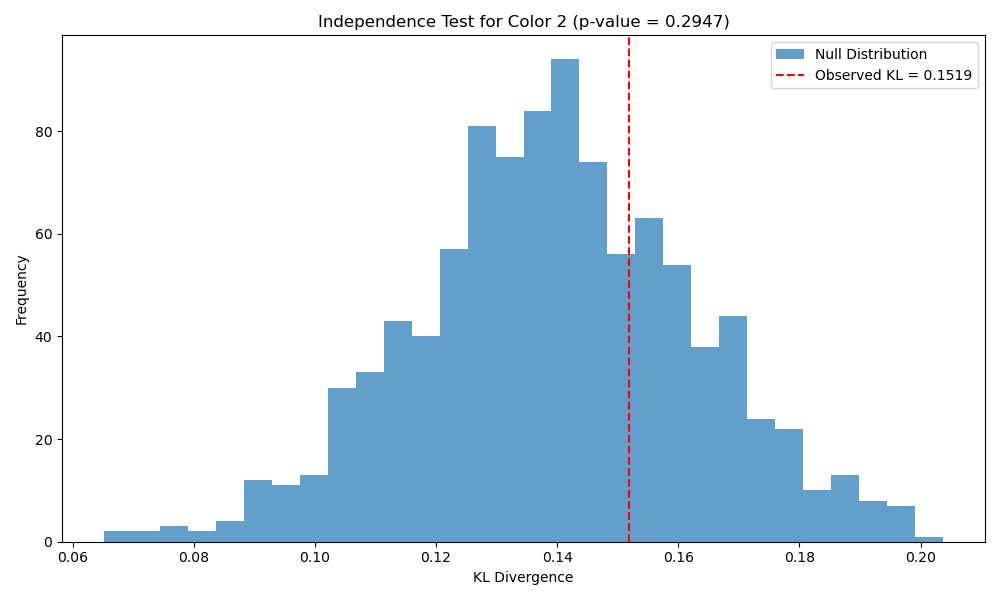 Independence Test for Color 2 (p-value = 0.2947)
Null Distribution
Observed KL = 0.1519
Frequency
80
60
40
20
0
0.06 0.08 0.10 0.12 0.14 0.16 0.18 0.20
KL Divergence